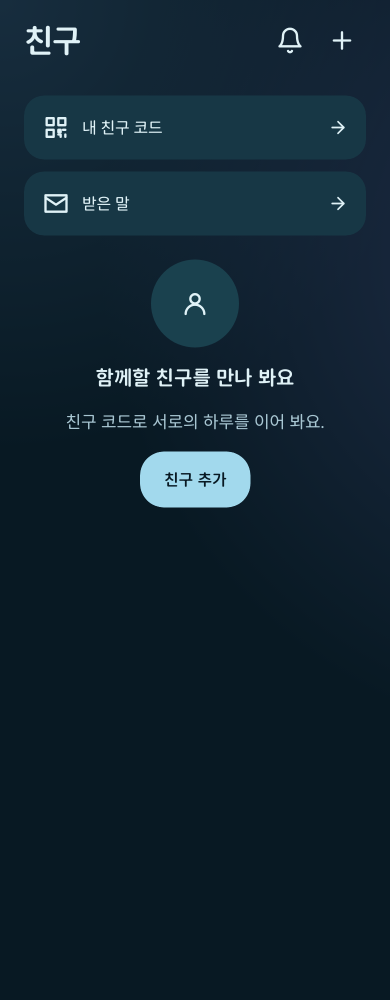 친구
내 친구 코드
받은 말
함께할 친구를 만나 봐요
친구 코드로 서로의 하루를 이어 봐요.
친구 추가